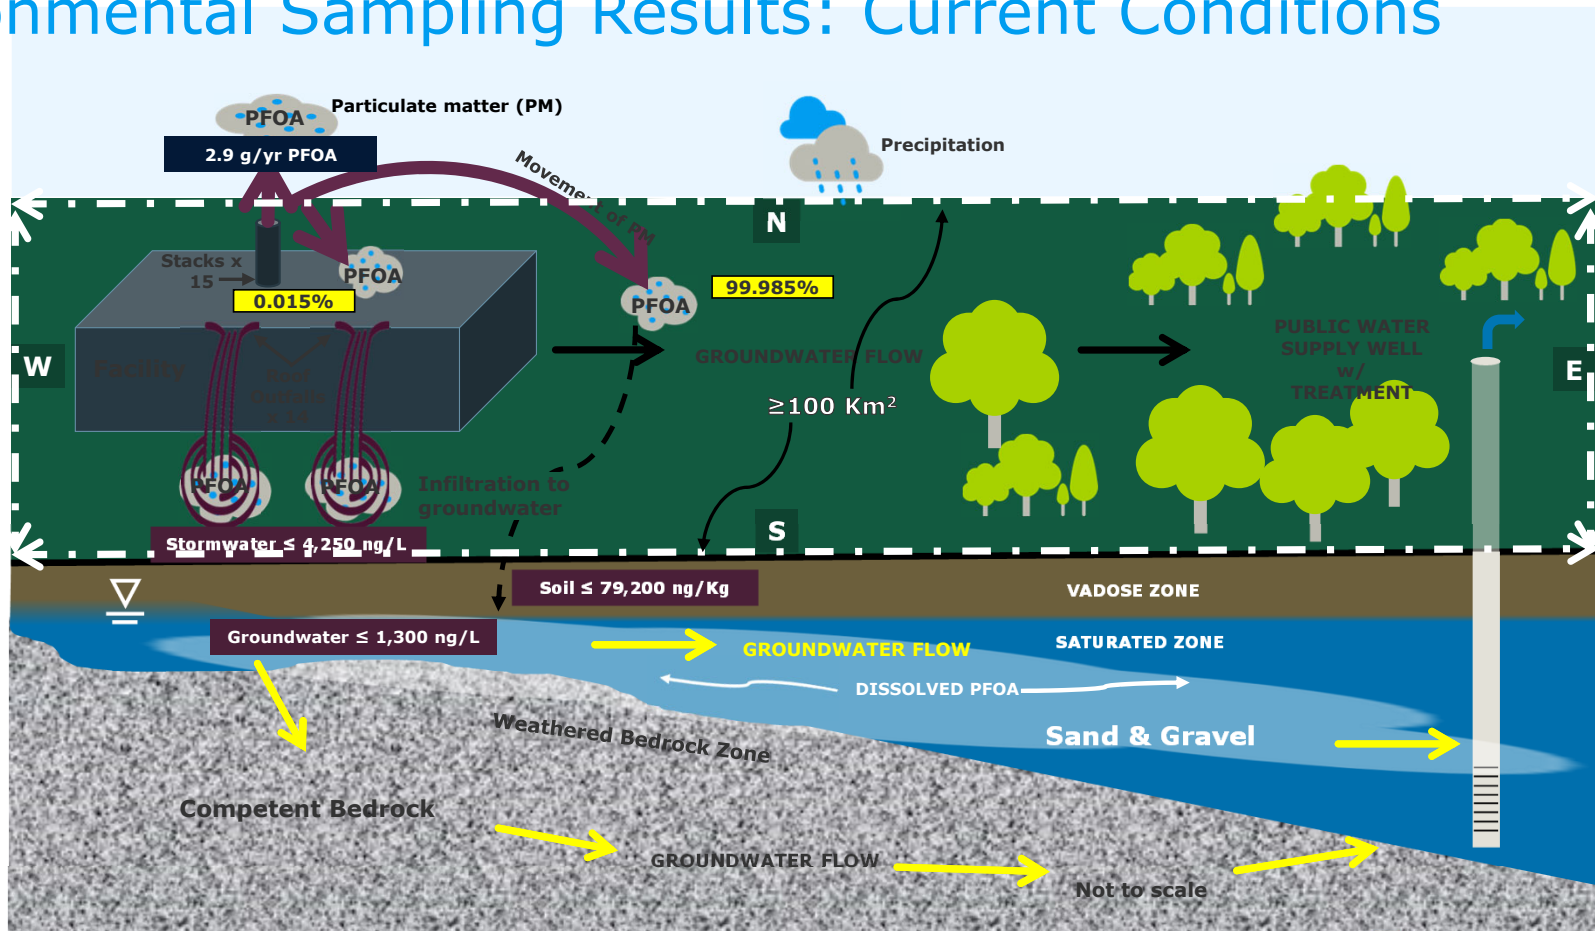 onmental Sampling Results: Current Conditions
PFOA
Particulate matter (PM)
2.9 g/yr PFOA
Movement of PM
Precipitation
N
Stacks x
15
PFOA
0.015%
PFOA
99.985%
W
Facility
Roof
GROUNDWATER FLOW
≥100 Km²
PUBLIC WATER
SUPPLY WELL
w/
TREATMENT
E
PFOA
PFOA
Infiltration to
groundwater
S
Stormwater ≤ 4,250 ng/L
Soil ≤ 79,200 ng/Kg
VADOSE ZONE
Groundwater ≤ 1,300 ng/L
GROUNDWATER FLOW
SATURATED ZONE
DISSOLVED PFOA
Weathered Bedrock Zone
Sand & Gravel
Competent Bedrock
GROUNDWATER FLOW
Not to scale